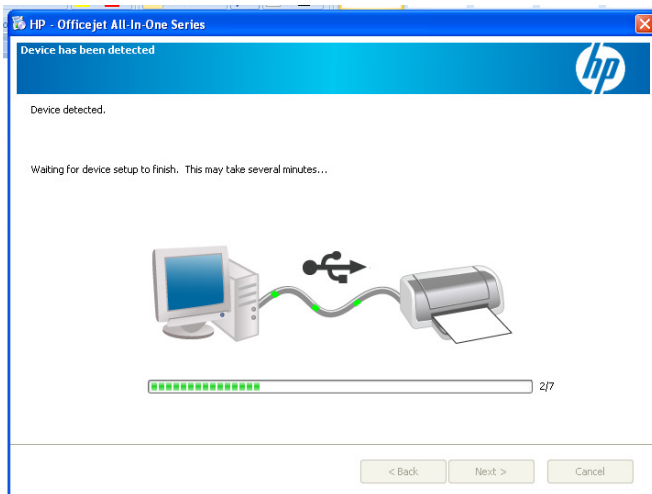 HP - Officejet All-In-One Series
Device has been detected
hp
Device detected.
Waiting for device setup to finish. This may take several minutes...
2/7
< Back
Next >
Cancel